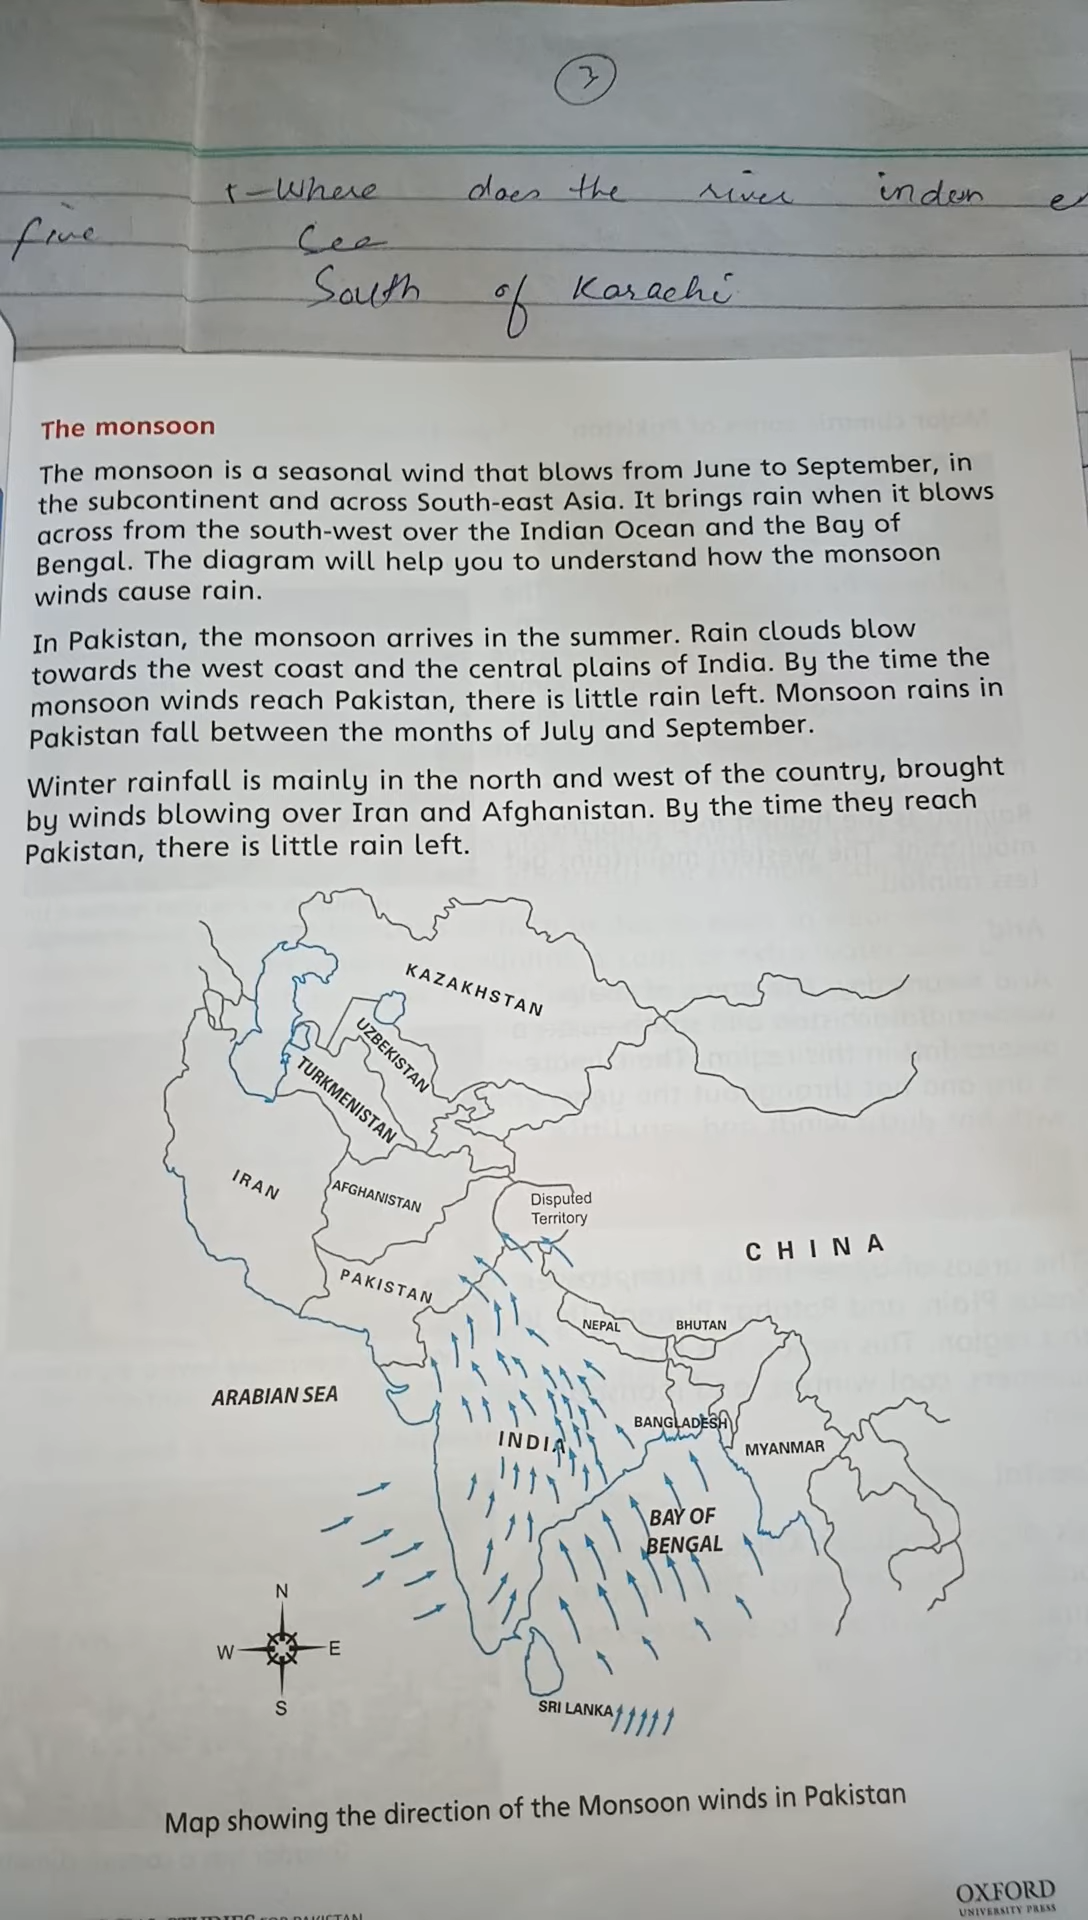 3
+ - Where does the river inden
five
See
South of Karachi
The monsoon
The monsoon is a seasonal wind that blows from June to September, in
the subcontinent and across South-east Asia. It brings rain when it blows
across from the south-west over the Indian Ocean and the Bay of
Bengal. The diagram will help you to understand how the monsoon
winds cause rain.
In Pakistan, the monsoon arrives in the summer. Rain clouds blow
towards the west coast and the central plains of India. By the time the
monsoon winds reach Pakistan, there is little rain left. Monsoon rains in
Pakistan fall between the months of July and September.
Winter rainfall is mainly in the north and west of the country, brought
by winds blowing over Iran and Afghanistan. By the time they reach
Pakistan, there is little rain left.
KAZAKHSTAN
UZBEKISTAN
TURKMENISTAN
IRAN
AFGHANISTAN
Disputed
Territory
CHINA
PAKISTAN
NEPAL
BHUTAN
ARABIAN SEA
BANGLADESH
INDIA
MYANMAR
BAY OF
BENGAL
N
W
E
S
SRI LANKA
Map showing the direction of the Monsoon winds in Pakistan
OXFORD
UNIVERSITY PRESS
FOR PAKISTAN